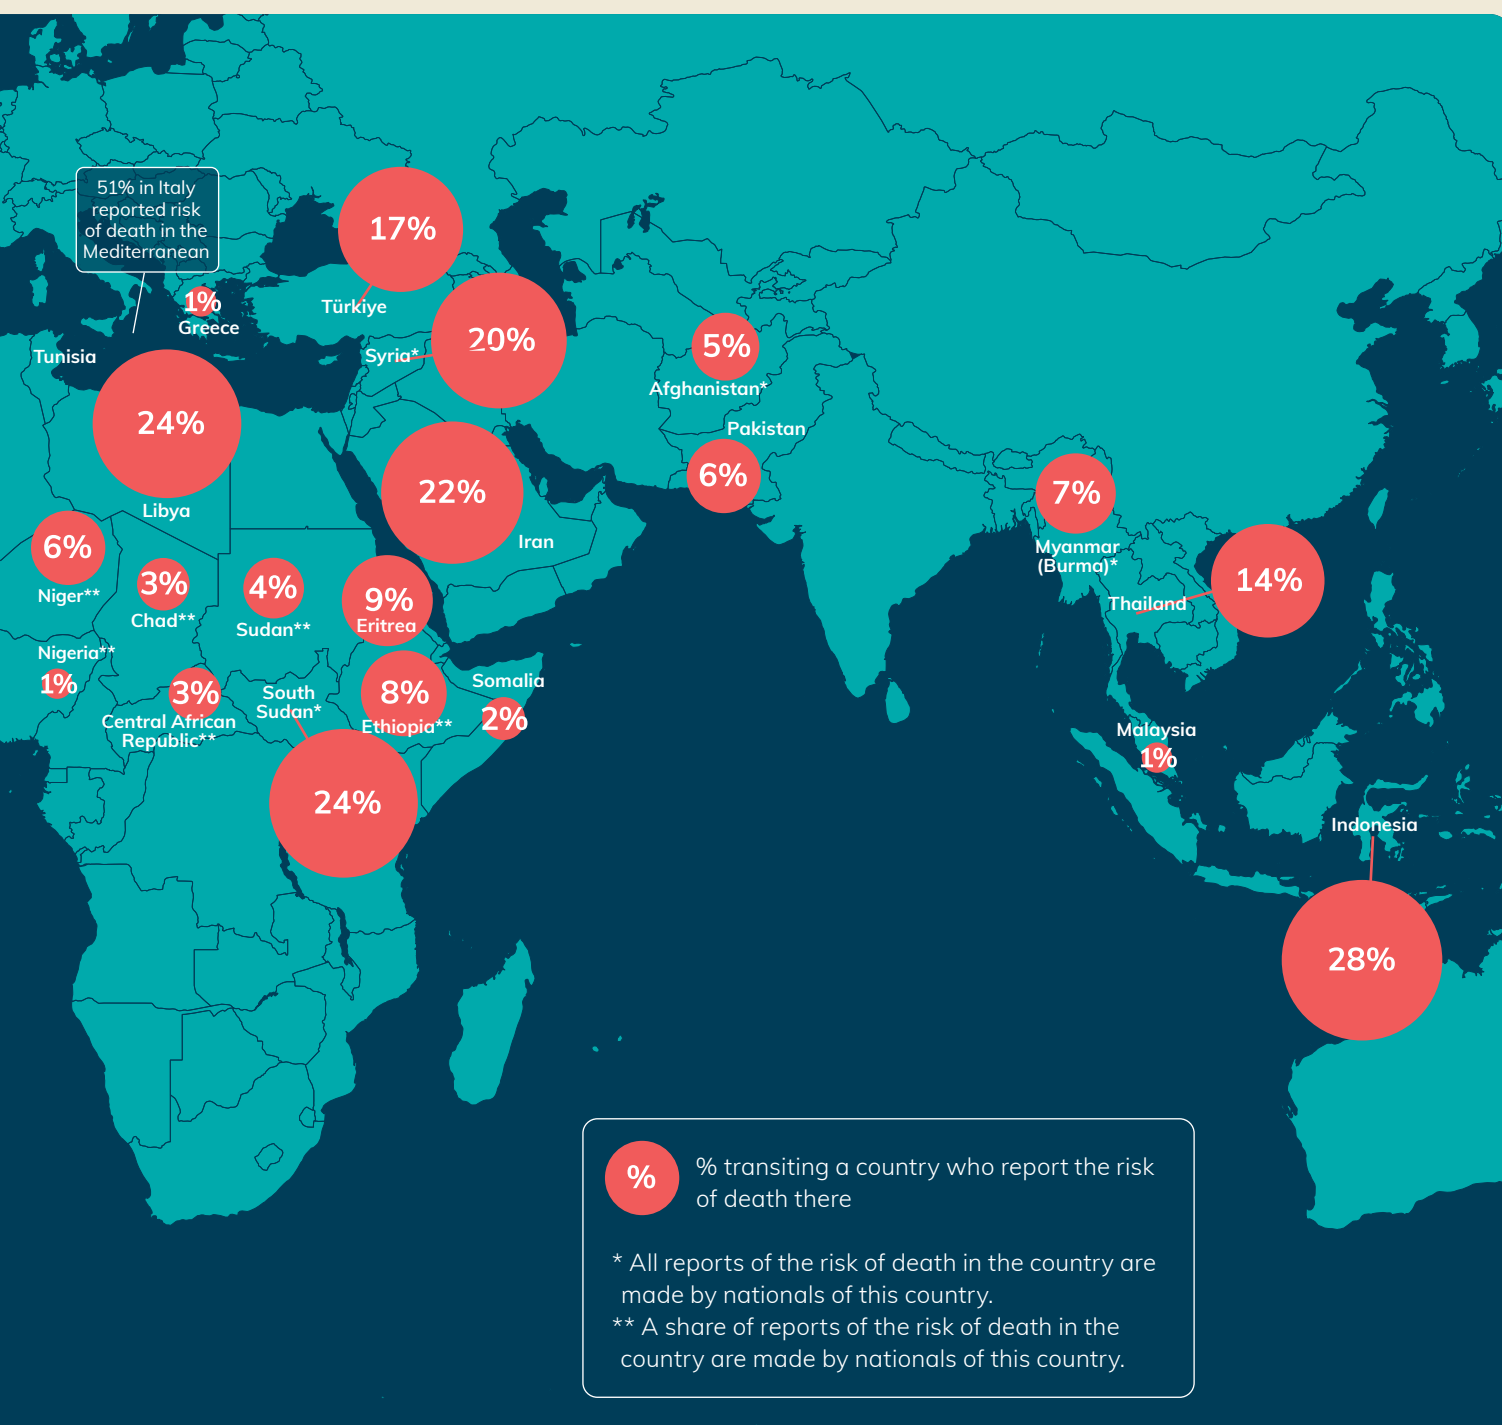 51% in Italy
reported risk
of death in the
Mediterranean
17%
Türkiye
1%
Greece
20%
Syria*
Tunisia
24%
Libya
5%
Afghanistan*
Pakistan
6%
22%
Iran
7%
Myanmar
(Burma)*
14%
Thailand
6%
Niger**
3%
Chad**
4%
Sudan**
9%
Eritrea
Nigeria**
1%
3%
Central African
Republic**
South
Sudan*
24%
8%
Ethiopia**
Somalia
2%
Malaysia
1%
Indonesia
28%
%
% transiting a country who report the risk
of death there
* All reports of the risk of death in the country are
made by nationals of this country.
** A share of reports of the risk of death in the
country are made by nationals of this country.